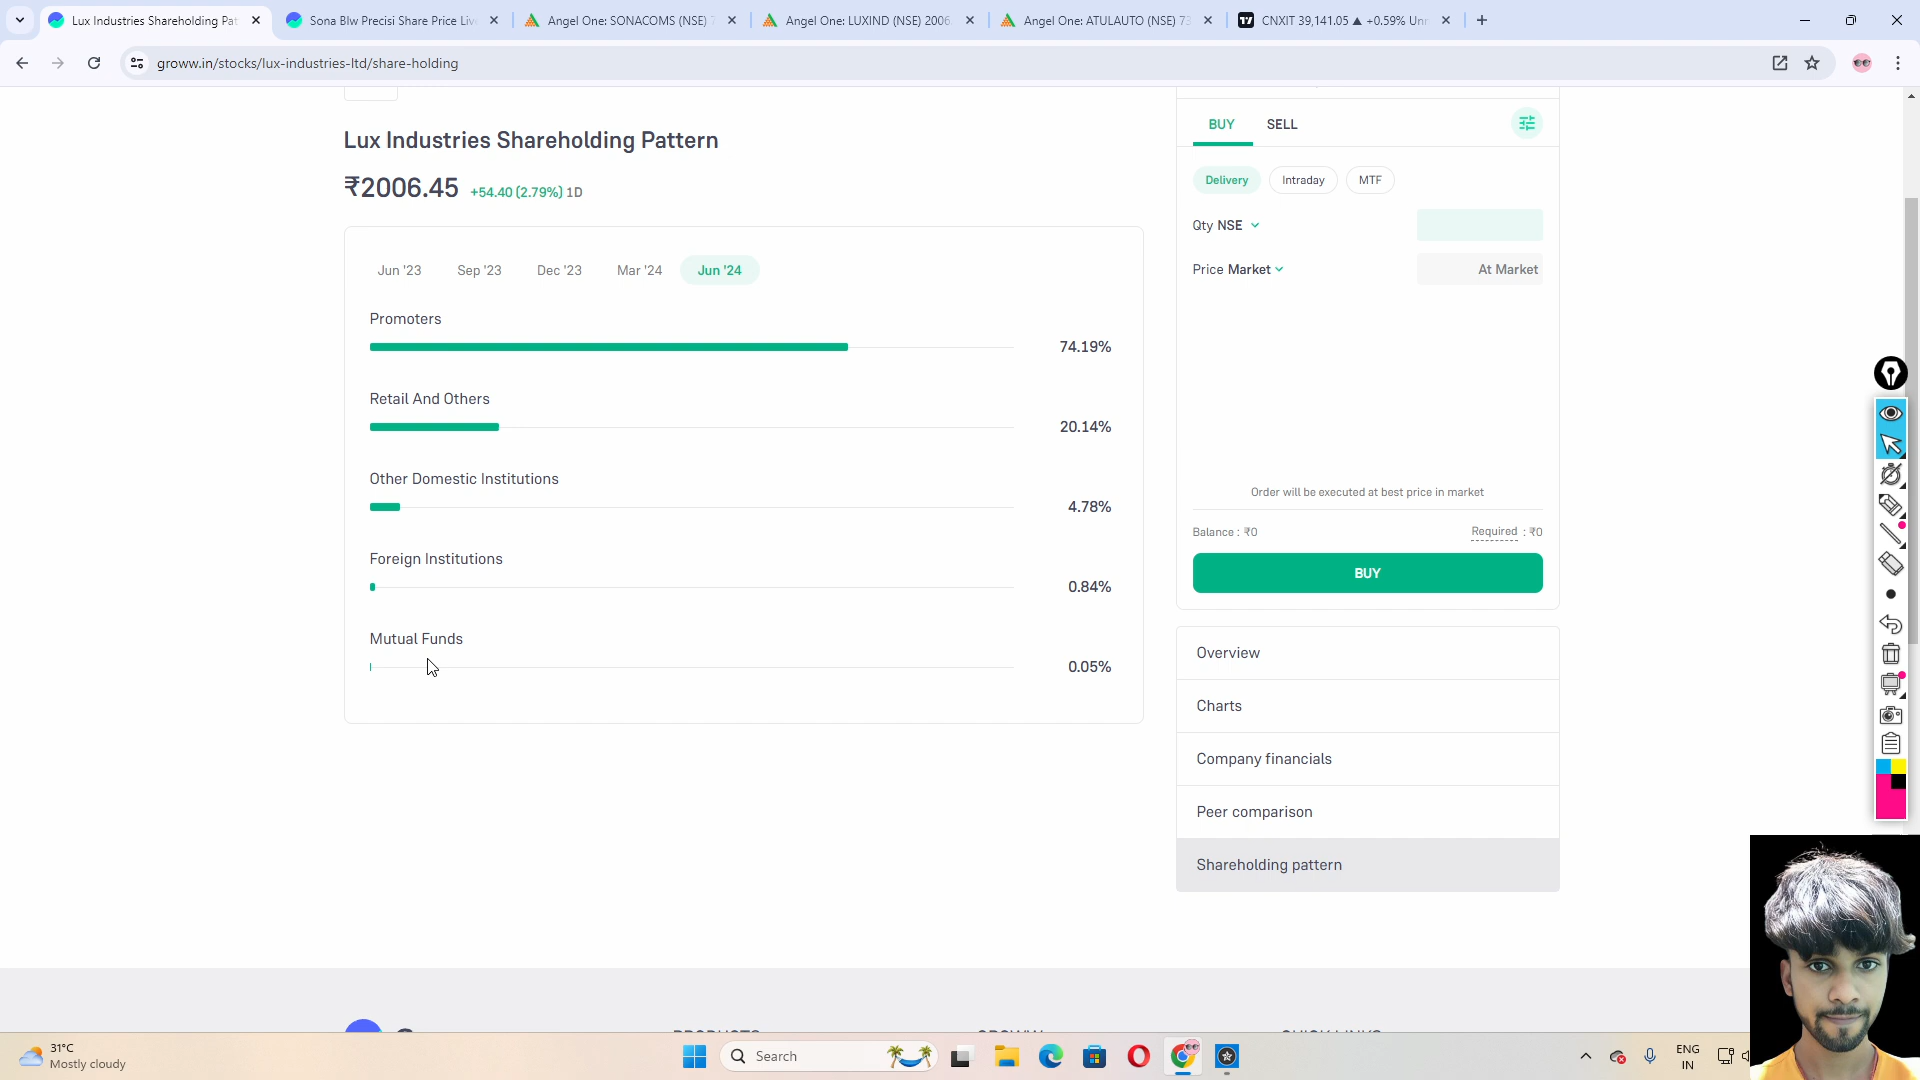 Lux Industries Shareholding Pat
Sona Blw Precisi Share Price Liv
Angel One: SONACOMS (NSE) 7
Angel One: LUXIND (NSE) 2006.
Angel One: ATULAUTO (NSE) 73
CNXIT 39,141.05 ▲ +0.59% Unn
groww.in/stocks/lux-industries-ltd/share-holding
Lux Industries Shareholding Pattern
₹2006.45 +54.40 (2.79%) 1D
Jun '23 Sep '23 Dec '23 Mar '24 Jun '24
Promoters
74.19%
Retail And Others
20.14%
Other Domestic Institutions
4.78%
Foreign Institutions
0.84%
Mutual Funds
0.05%
BUY SELL
Delivery Intraday MTF
Qty NSE
Price Market At Market
Order will be executed at best price in market
Balance : ₹0 Required : ₹0
BUY
Overview
Charts
Company financials
Peer comparison
Shareholding pattern
31°C
Mostly cloudy
Search
ENG
IN